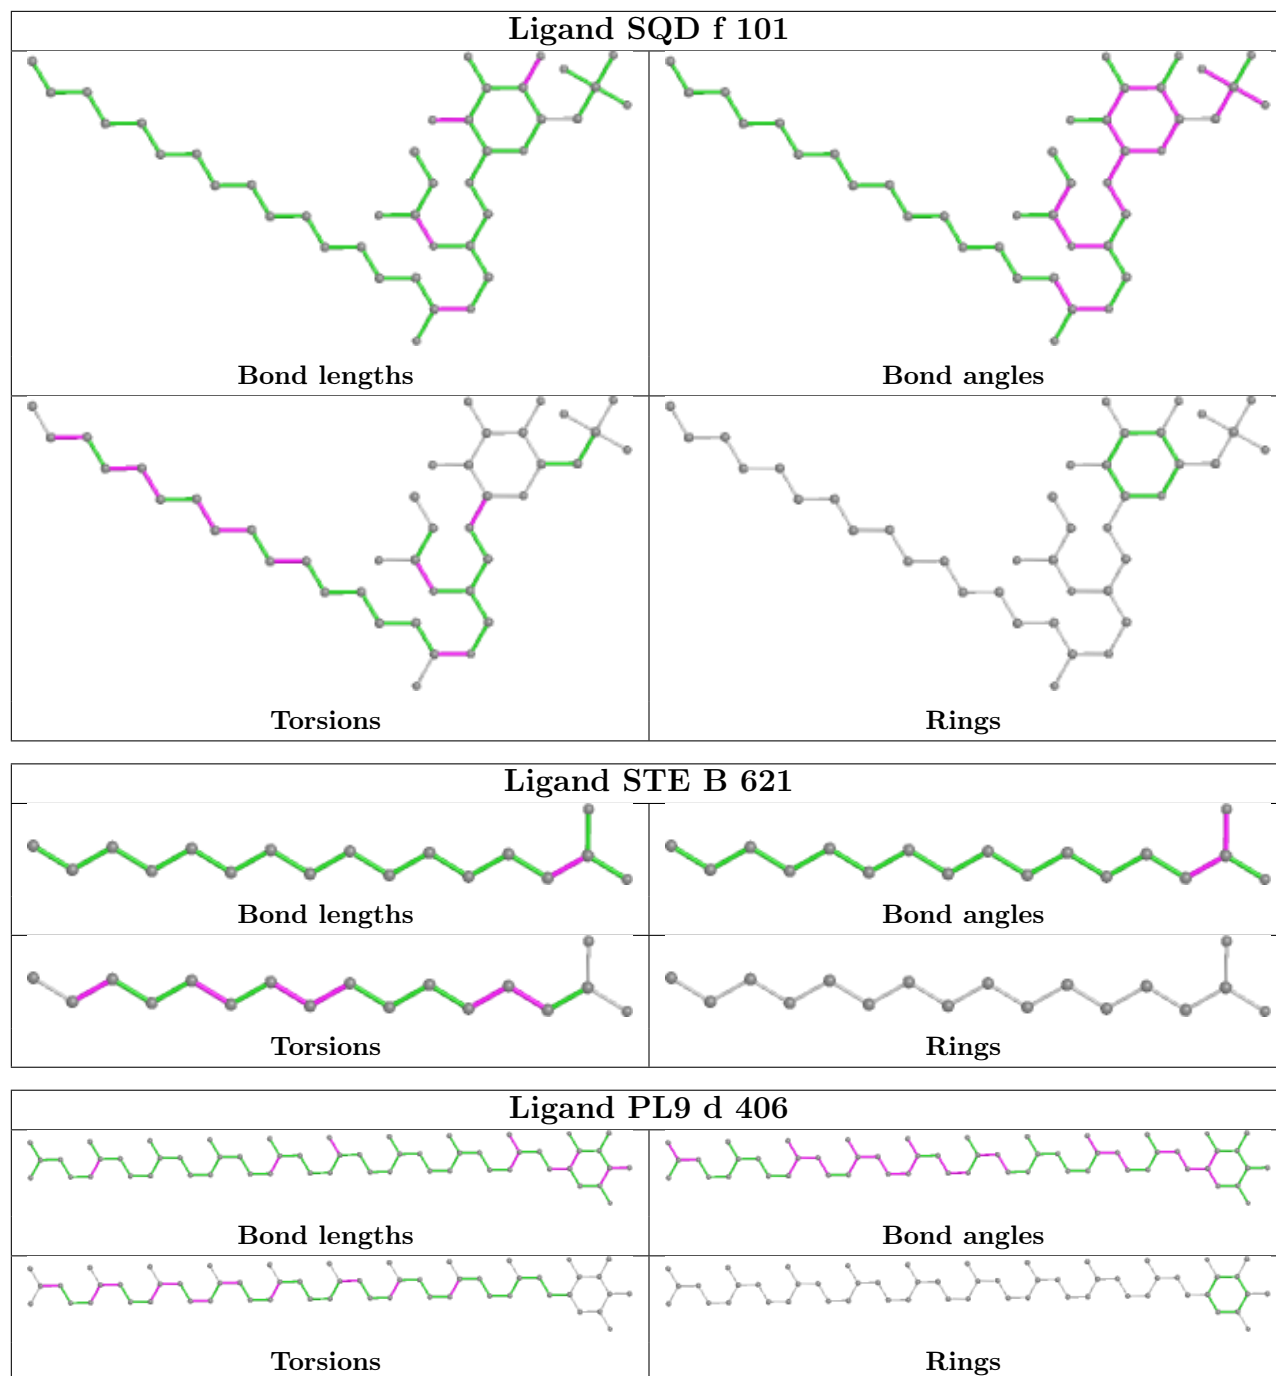 Ligand SQD f 101
Bond lengths
Bond angles
Torsions
Rings
Ligand STE B 621
Bond lengths
Bond angles
Torsions
Rings
Ligand PL9 d 406
Bond lengths
Bond angles
Torsions
Rings